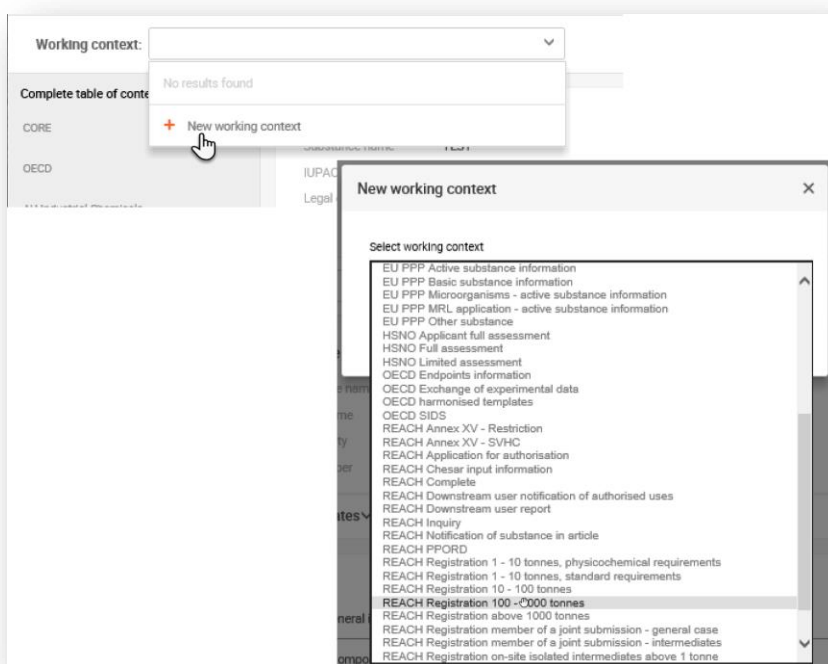 Working context:
No results found
Complete table of conte
CORE
+ New working context
Substance name TEST
OECD
IUPAC
Legal
New working context
Select working context
EU PPP Active substance information
EU PPP Basic substance information
EU PPP Microorganisms - active substance information
EU PPP MRL application - active substance information
EU PPP Other substance
HSNO Applicant full assessment
HSNO Full assessment
HSNO Limited assessment
OECD Endpoints information
OECD Exchange of experimental data
OECD harmonised templates
OECD SIDS
REACH Annex XV - Restriction
REACH Annex XV - SVHC
REACH Application for authorisation
REACH Chesar input information
REACH Complete
REACH Downstream user notification of authorised uses
REACH Downstream user report
REACH Inquiry
REACH Notification of substance in article
REACH PPORD
REACH Registration 1 - 10 tonnes, physicochemical requirements
REACH Registration 1 - 10 tonnes, standard requirements
REACH Registration 10 - 100 tonnes
REACH Registration 100 - 1000 tonnes
REACH Registration above 1000 tonnes
REACH Registration member of a joint submission - general case
REACH Registration member of a joint submission - intermediates
REACH Registration on-site isolated intermediates above 1 tonne